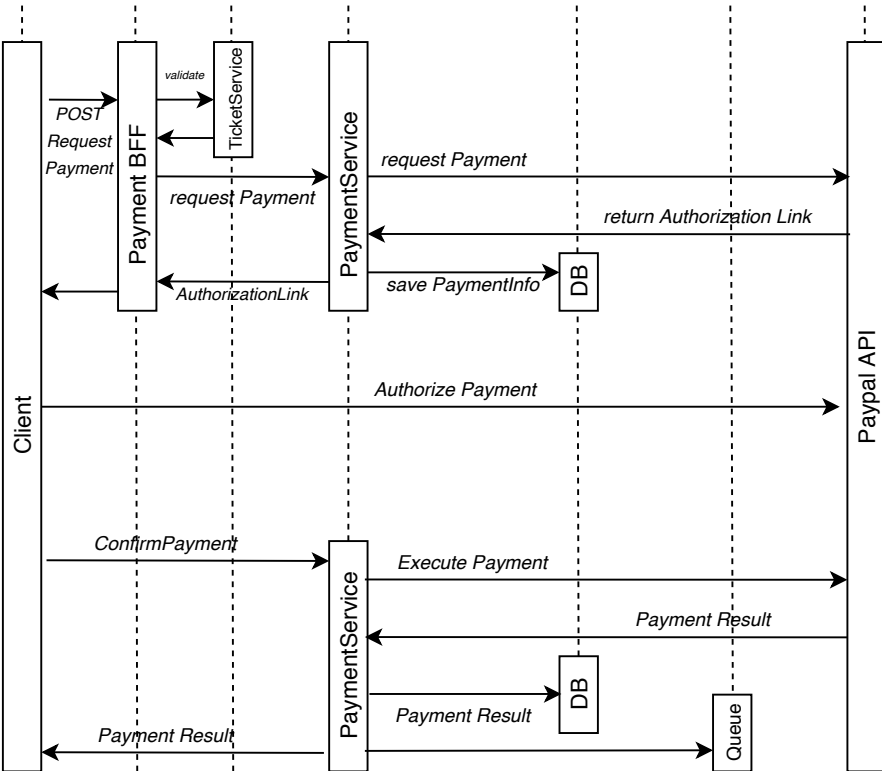 validate
POST
Request
Payment
Payment BFF
TicketService
PaymentService
request Payment
request Payment
return Authorization Link
AuthorizationLink
save PaymentInfo
DB
Client
Authorize Payment
Paypal API
ConfirmPayment
PaymentService
Execute Payment
Payment Result
DB
Payment Result
Payment Result
Queue